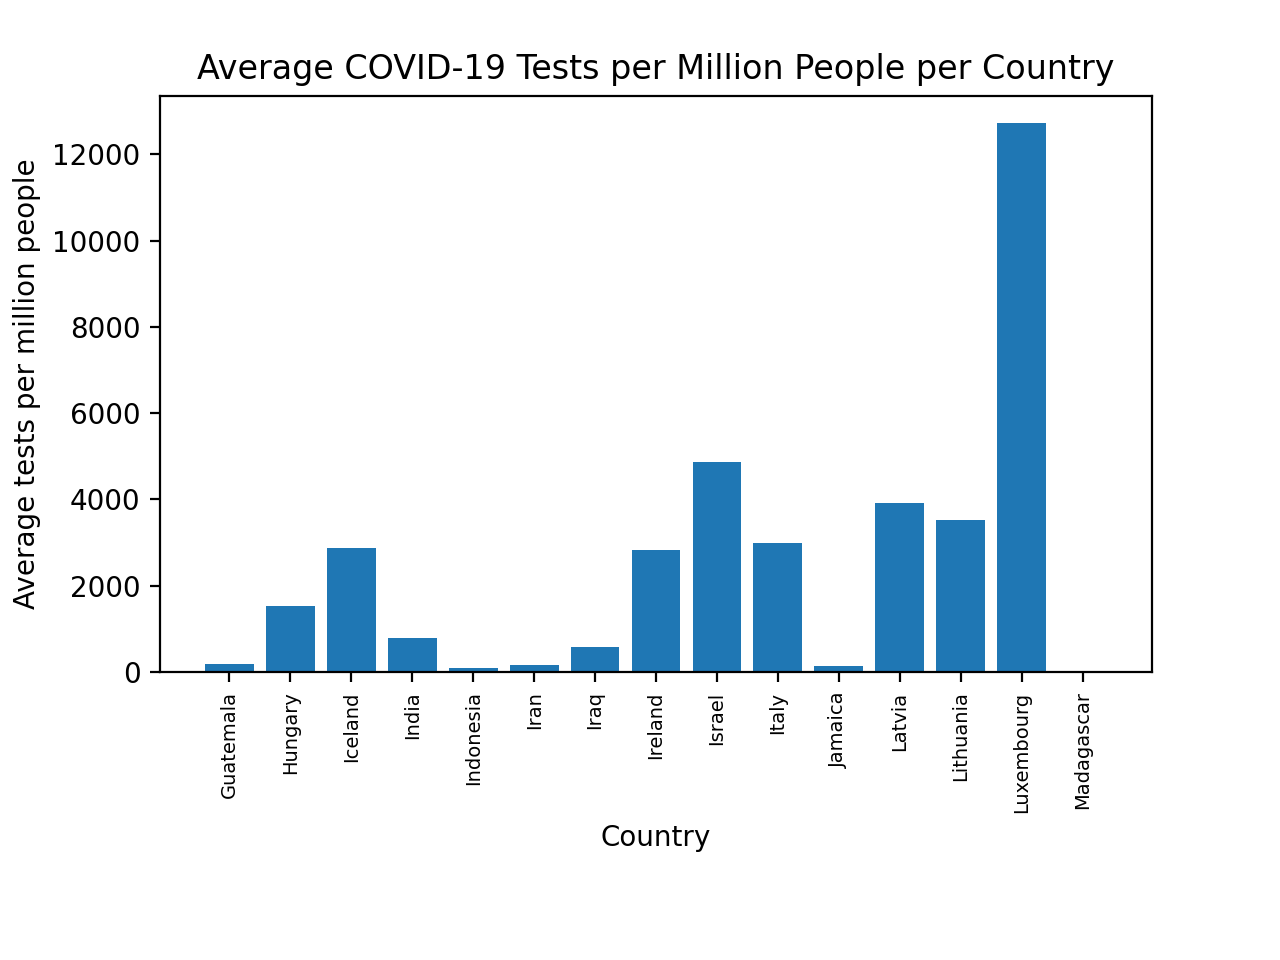 Average COVID-19 Tests per Million People per Country
Average tests per million people
12000
10000
8000
6000
4000
2000
0
Guatemala
Hungary
Iceland
India
Indonesia
Iran
Iraq
Ireland
Israel
Italy
Jamaica
Latvia
Lithuania
Luxembourg
Madagascar
Country